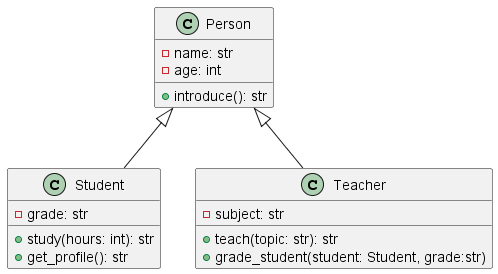 C Person
name: str
age: int
introduce(): str
C Student
grade: str
study(hours: int): str
get_profile(): str
C Teacher
subject: str
teach(topic: str): str
grade_student(student: Student, grade:str)